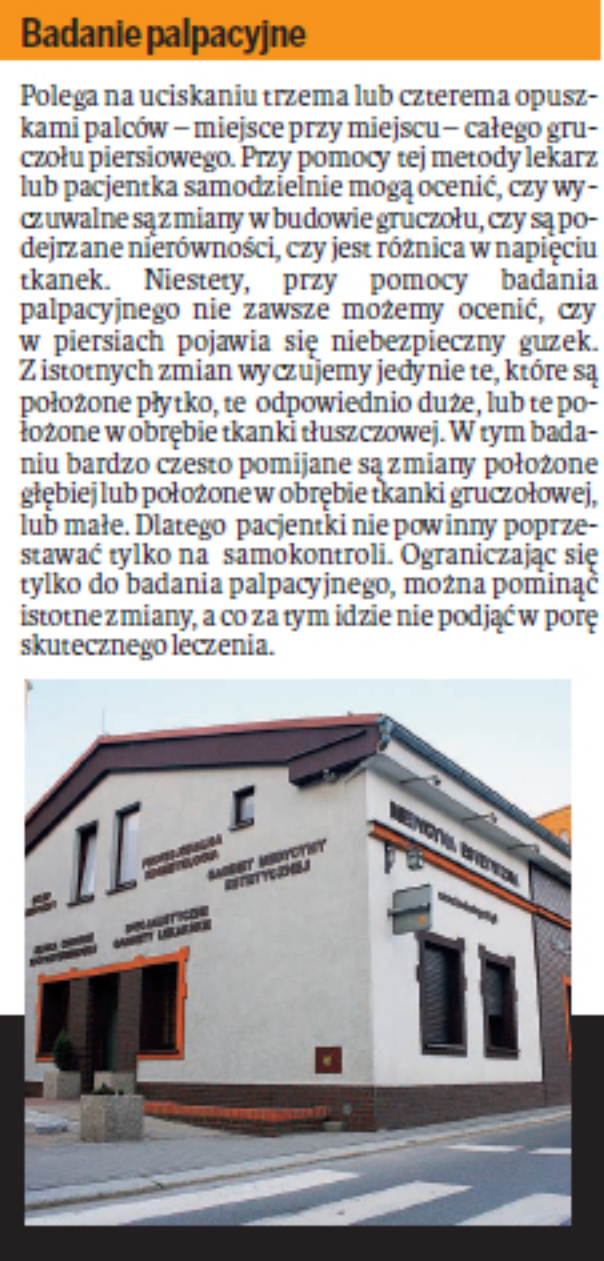 Badanie palpacyjne
Polega na uciskaniu trzema lub czterema opusz-
kami palców – miejsce przy miejscu – całego gru-
czołu piersiowego. Przy pomocy tej metody lekarz
lub pacjentka samodzielnie mogą ocenić, czy wy-
czuwalne są zmiany w budowie gruczołu, czy są po-
dejrzane nierówności, czy jest różnica w napięciu
tkanek. Niestety, przy pomocy badania
palpacyjnego nie zawsze możemy ocenić, czy
w piersiach pojawia się niebezpieczny guzek.
Z istotnych zmian wyczujemy jedynie te, które są
położone płytko, te odpowiednio duże, lub te po-
łożone w obrębie tkanki tłuszczowej. W tym bada-
niu bardzo czesto pomijane są zmiany położone
głębiej lub położone w obrębie tkanki gruczołowej,
lub małe. Dlatego pacjentki nie powinny poprze-
stawać tylko na samokontroli. Ograniczając się
tylko do badania palpacyjnego, można pominąć
istotne zmiany, a co za tym idzie nie podjąć w porę
skutecznego leczenia.
MEDYCYNA ESTETYCZNA
PROFESJONALNA
KOSMETOLOGIA
GABINET MEDYCYNY
ESTETYCZNEJ
SPECJALISTYCZNE
GABINETY LEKARSKIE